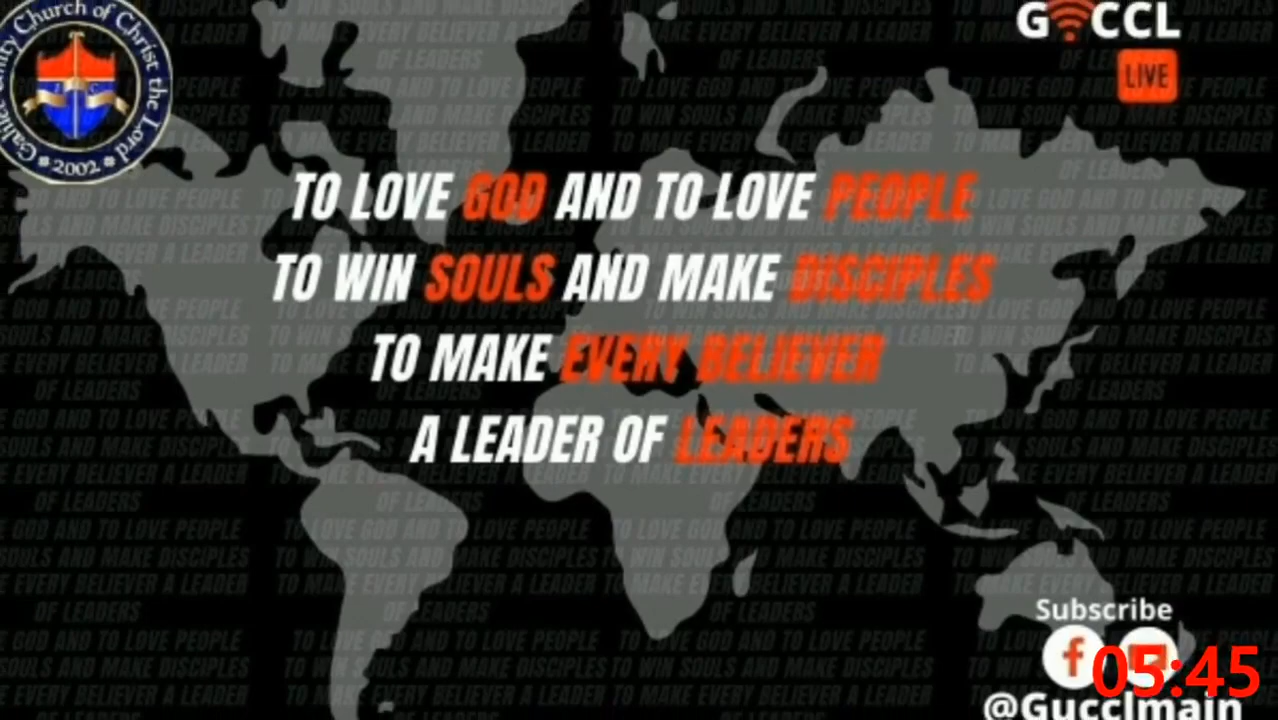 Galilee Unity Church of Christ the Lord
2002
G CCL
LIVE
TO LOVE GOD AND TO LOVE PEOPLE
TO WIN SOULS AND MAKE DISCIPLES
TO MAKE EVERY BELIEVER
A LEADER OF LEADERS
Subscribe
05:45
@Gucclmain